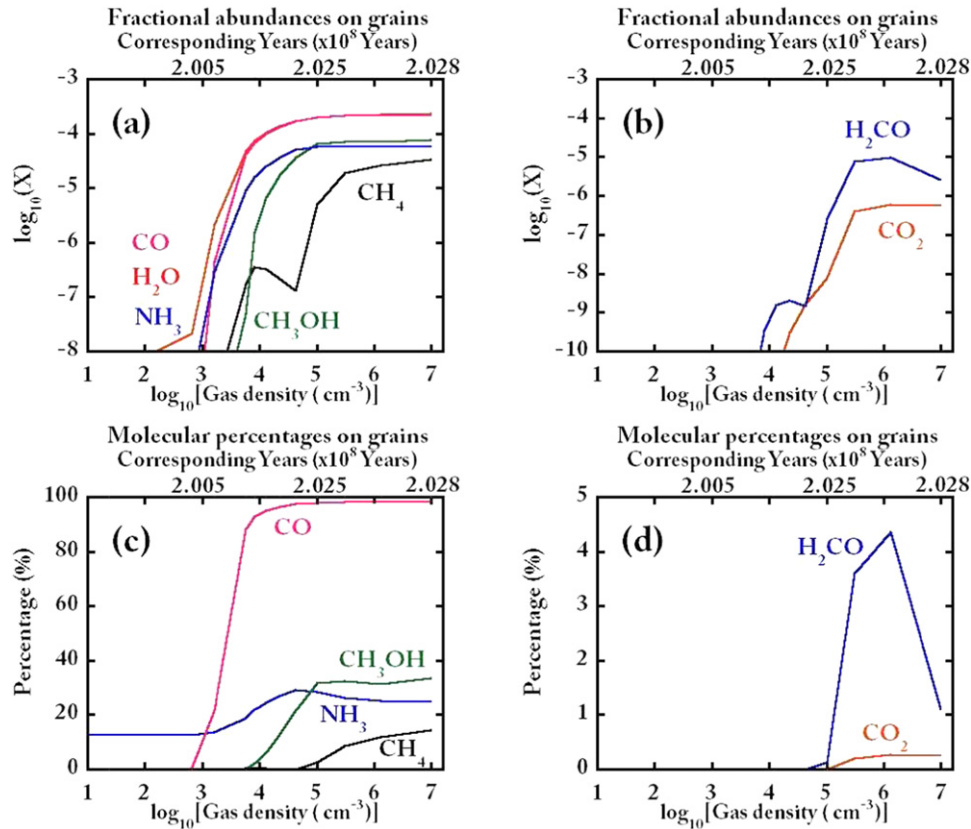 Fractional abundances on grains
Corresponding Years (x10⁸ Years)
2.005 2.025 2.028
-3
-4
-5
-6
-7
-8
log₁₀(X)
(a)
CO
H₂O
NH₃
CH₃OH
CH₄
1 2 3 4 5 6 7
log₁₀[Gas density ( cm⁻³)]
Fractional abundances on grains
Corresponding Years (x10⁸ Years)
2.005 2.025 2.028
-3
-4
-5
-6
-7
-8
-9
-10
log₁₀(X)
(b)
H₂CO
CO₂
1 2 3 4 5 6 7
log₁₀[Gas density ( cm⁻³)]
Molecular percentages on grains
Corresponding Years (x10⁸ Years)
2.005 2.025 2.028
100
80
60
40
20
0
Percentage (%)
(c)
CO
CH₃OH
NH₃
CH₄
1 2 3 4 5 6 7
log₁₀[Gas density ( cm⁻³)]
Molecular percentages on grains
Corresponding Years (x10⁸ Years)
2.005 2.025 2.028
5
4
3
2
1
0
Percentage (%)
(d)
H₂CO
CO₂
1 2 3 4 5 6 7
log₁₀[Gas density ( cm⁻³)]